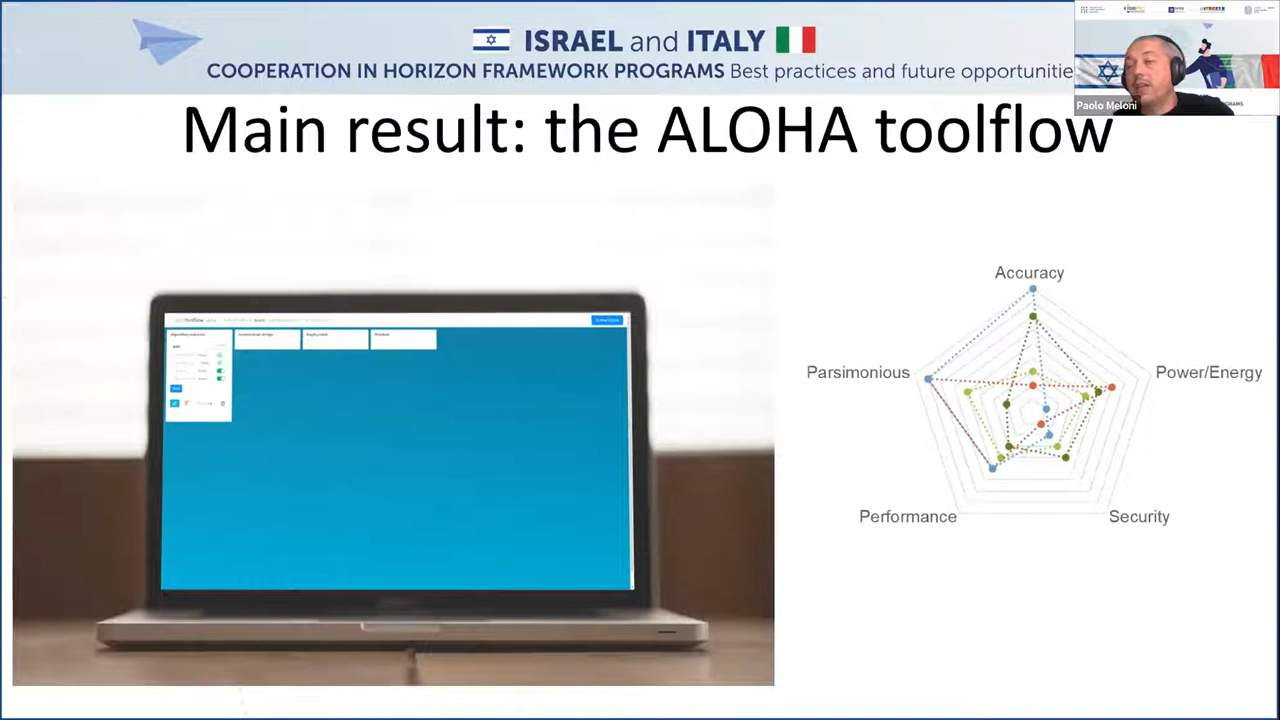 ISRAEL and ITALY
COOPERATION IN HORIZON FRAMEWORK PROGRAMS Best practices and future opportunitie
Paolo Meloni
Main result: the ALOHA toolflow
Accuracy
Parsimonious
Power/Energy
Performance
Security